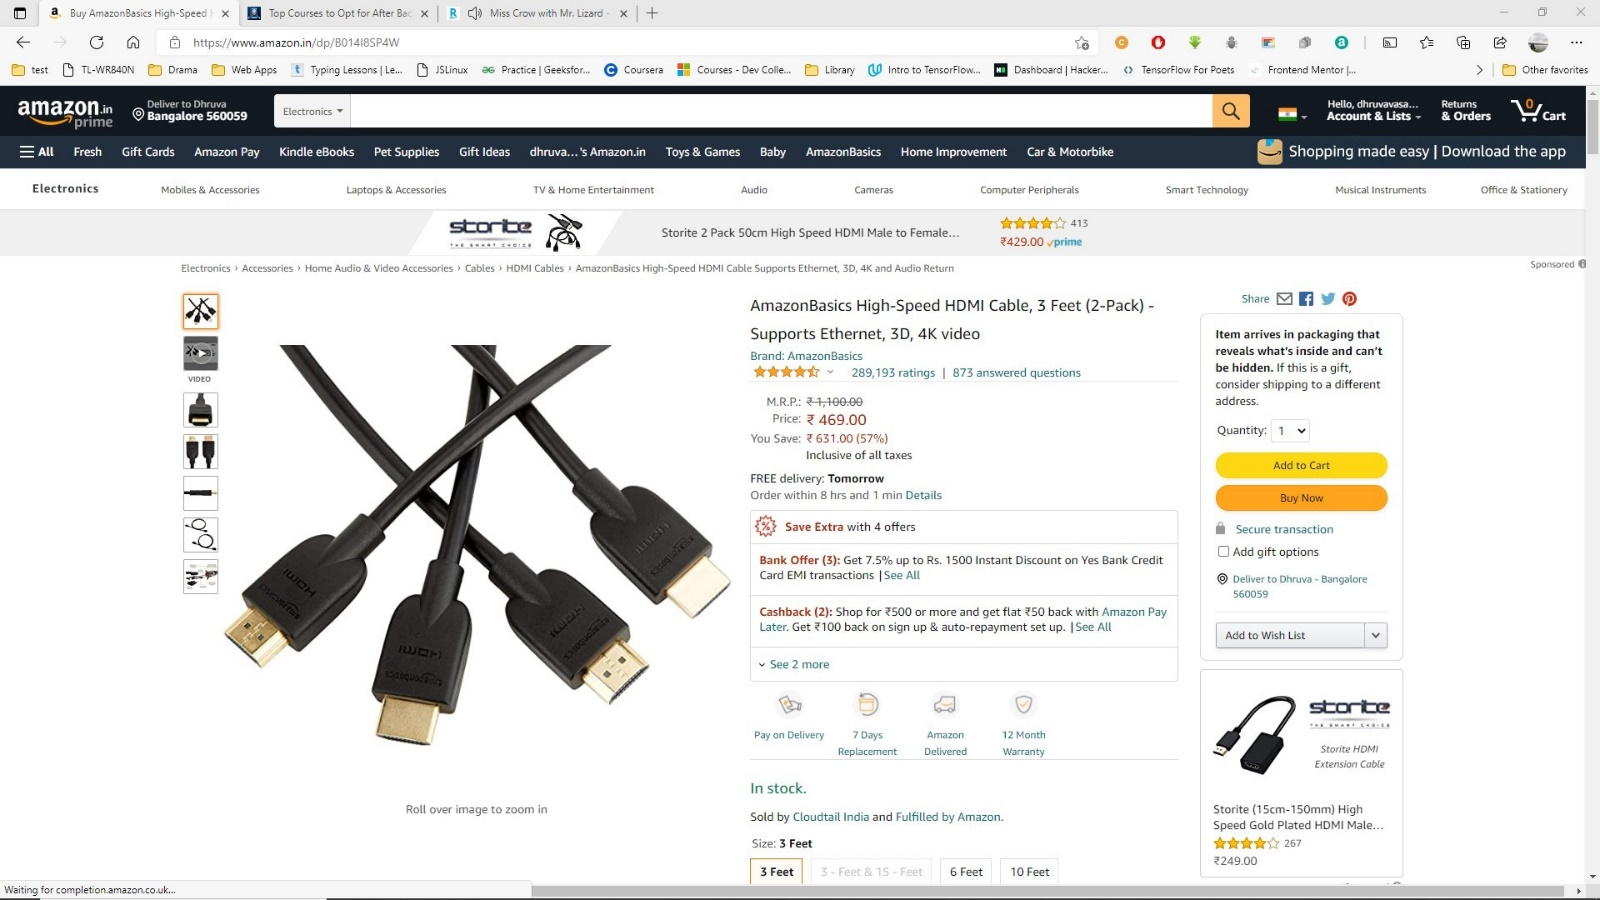 Buy AmazonBasics High-Speed H
Top Courses to Opt for After Bac
Miss Crow with Mr. Lizard -
https://www.amazon.in/dp/B014I8SP4W
test
TL-WR840N
Drama
Web Apps
Typing Lessons | Le...
JSLinux
Practice | Geeksfor...
Coursera
Courses - Dev Colle...
Library
Intro to TensorFlow...
Dashboard | Hacker...
TensorFlow For Poets
Frontend Mentor |...
Other favorites
amazon.in
prime
Deliver to Dhruva
Bangalore 560059
Electronics
Hello, dhruvavasa...
Account & Lists
Returns
& Orders
0
Cart
All
Fresh
Gift Cards
Amazon Pay
Kindle eBooks
Pet Supplies
Gift Ideas
dhruva...'s Amazon.in
Toys & Games
Baby
AmazonBasics
Home Improvement
Car & Motorbike
Shopping made easy | Download the app
Electronics
Mobiles & Accessories
Laptops & Accessories
TV & Home Entertainment
Audio
Cameras
Computer Peripherals
Smart Technology
Musical Instruments
Office & Stationery
storite
THE SMART CHOICE
Storite 2 Pack 50cm High Speed HDMI Male to Female...
413
₹429.00 prime
Electronics › Accessories › Home Audio & Video Accessories › Cables › HDMI Cables › AmazonBasics High-Speed HDMI Cable Supports Ethernet, 3D, 4K and Audio Return
Sponsored
VIDEO
HDMI
amazonbasics
HDMI
amazonbasics
HDMI
amazonbasics
HDMI
amazonbasics
Roll over image to zoom in
AmazonBasics High-Speed HDMI Cable, 3 Feet (2-Pack) -
Supports Ethernet, 3D, 4K video
Brand: AmazonBasics
289,193 ratings | 873 answered questions
M.R.P.: ₹ 1,100.00
Price: ₹ 469.00
You Save: ₹ 631.00 (57%)
Inclusive of all taxes
FREE delivery: Tomorrow
Order within 8 hrs and 1 min Details
Save Extra with 4 offers
Bank Offer (3): Get 7.5% up to Rs. 1500 Instant Discount on Yes Bank Credit
Card EMI transactions | See All
Cashback (2): Shop for ₹500 or more and get flat ₹50 back with Amazon Pay
Later. Get ₹100 back on sign up & auto-repayment set up. | See All
See 2 more
Pay on Delivery
7 Days
Replacement
Amazon
Delivered
12 Month
Warranty
In stock.
Sold by Cloudtail India and Fulfilled by Amazon.
Size: 3 Feet
3 Feet
3 - Feet & 15 - Feet
6 Feet
10 Feet
Share
Item arrives in packaging that
reveals what's inside and can't
be hidden. If this is a gift,
consider shipping to a different
address.
Quantity: 1
Add to Cart
Buy Now
Secure transaction
Add gift options
Deliver to Dhruva - Bangalore
560059
Add to Wish List
storite
THE SMART CHOICE
Storite HDMI
Extension Cable
Storite (15cm-150mm) High
Speed Gold Plated HDMI Male...
267
₹249.00
Waiting for completion.amazon.co.uk...